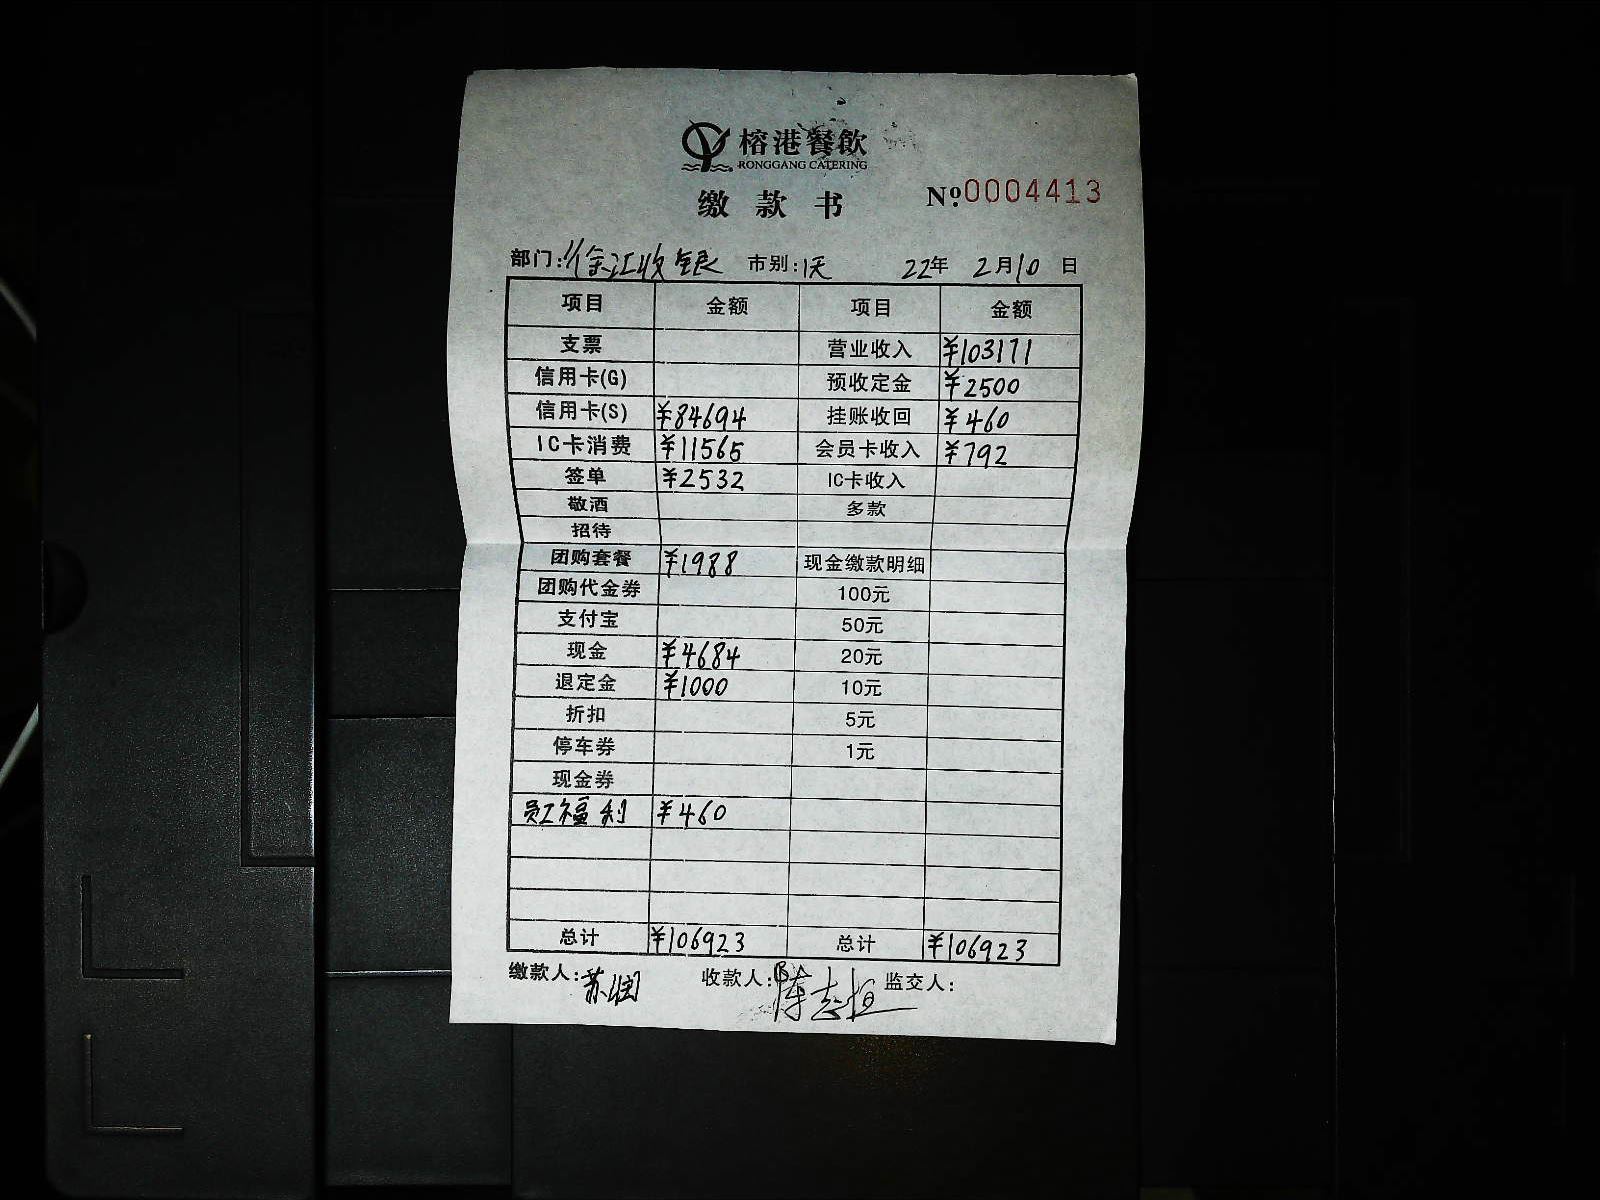 榕港餐飲
RONGGANG CATERING
缴款书 №0004413
部门:徐汇收银 市别:1天 22年2月10日
项目 金额 项目 金额
支票 营业收入 ¥103171
信用卡(G) 预收定金 ¥2500
信用卡(S) ¥84694 挂账收回 ¥460
IC卡消费 ¥11565 会员卡收入 ¥792
签单 ¥2532 IC卡收入
敬酒 多款
招待
团购套餐 ¥1988 现金缴款明细
团购代金券 100元
支付宝 50元
现金 ¥4684 20元
退定金 ¥1000 10元
折扣 5元
停车券 1元
现金券
员工福利 ¥460
总计 ¥106923 总计 ¥106923
缴款人:苏润 收款人:陈志恒 监交人: